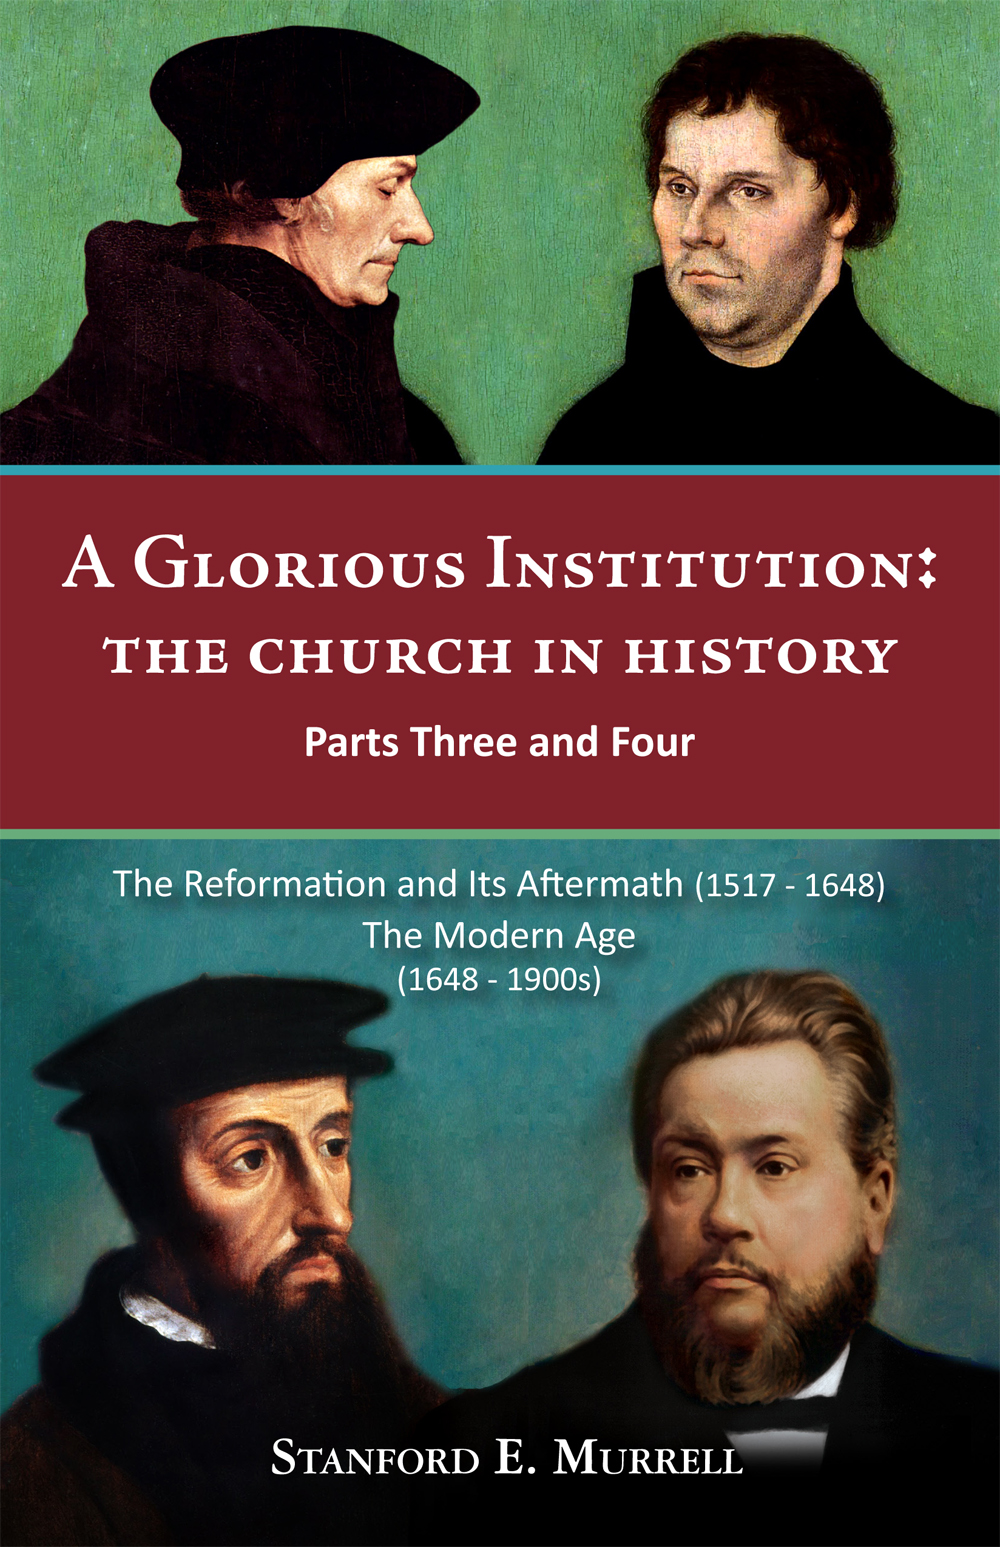 A Glorious Institution:
the church in history
Parts Three and Four
The Reformation and Its Aftermath (1517 - 1648)
The Modern Age
(1648 - 1900s)
Stanford E. Murrell